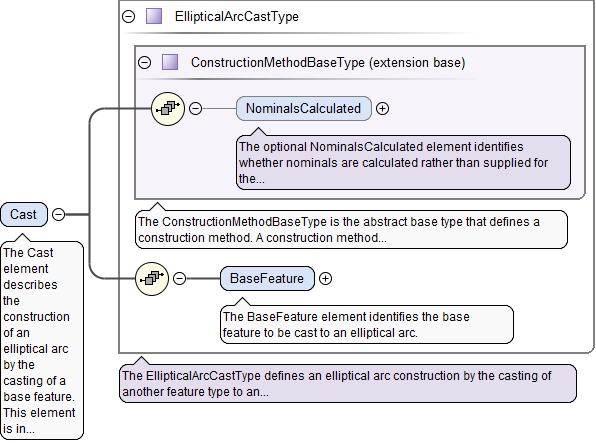 EllipticalArcCastType
ConstructionMethodBaseType (extension base)
NominalsCalculated
The optional NominalsCalculated element identifies
whether nominals are calculated rather than supplied for
the...
The ConstructionMethodBaseType is the abstract base type that defines a
construction method. A construction method...
Cast
The Cast
element
describes
the
construction
of an
elliptical arc
by the
casting of a
base feature.
This element
is in...
BaseFeature
The BaseFeature element identifies the base
feature to be cast to an elliptical arc.
The EllipticalArcCastType defines an elliptical arc construction by the casting of
another feature type to an...